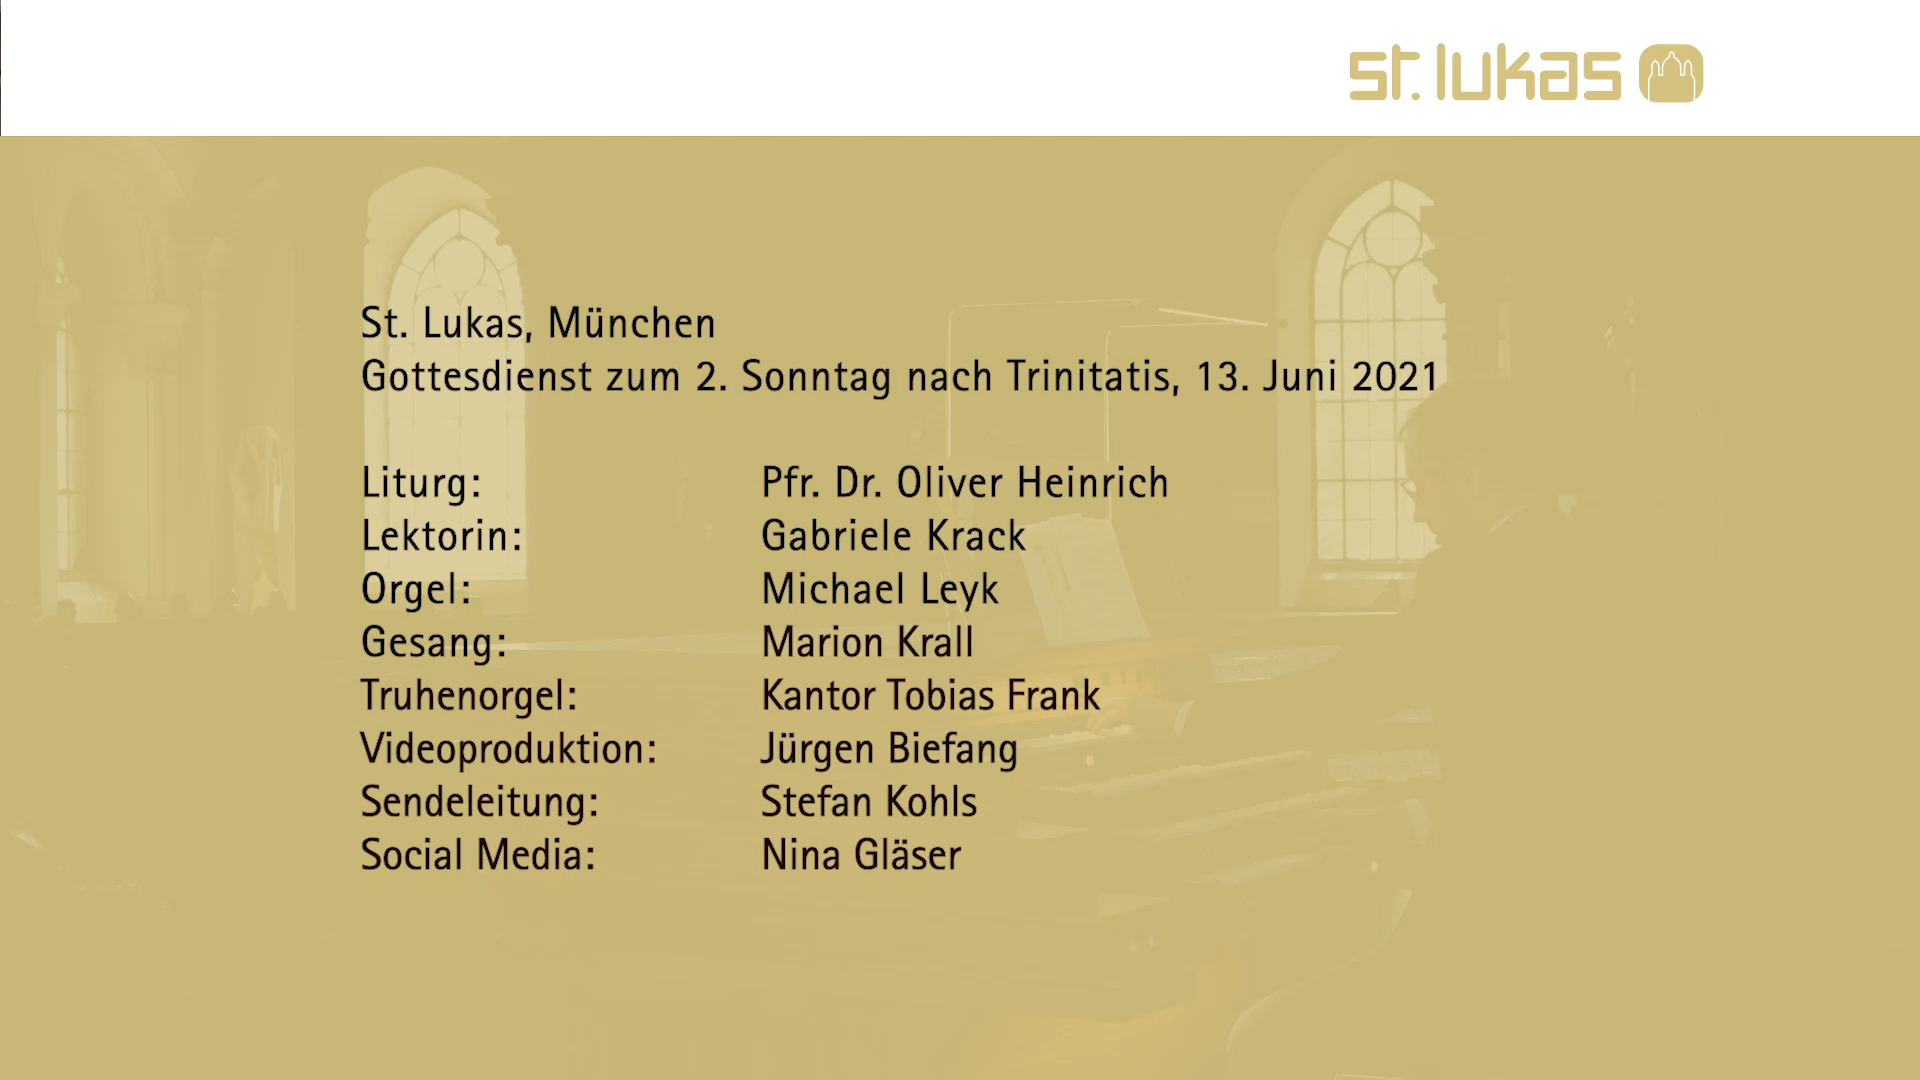 st. lukas
St. Lukas, München
Gottesdienst zum 2. Sonntag nach Trinitatis, 13. Juni 2021
Liturg: Pfr. Dr. Oliver Heinrich
Lektorin: Gabriele Krack
Orgel: Michael Leyk
Gesang: Marion Krall
Truhenorgel: Kantor Tobias Frank
Videoproduktion: Jürgen Biefang
Sendeleitung: Stefan Kohls
Social Media: Nina Gläser